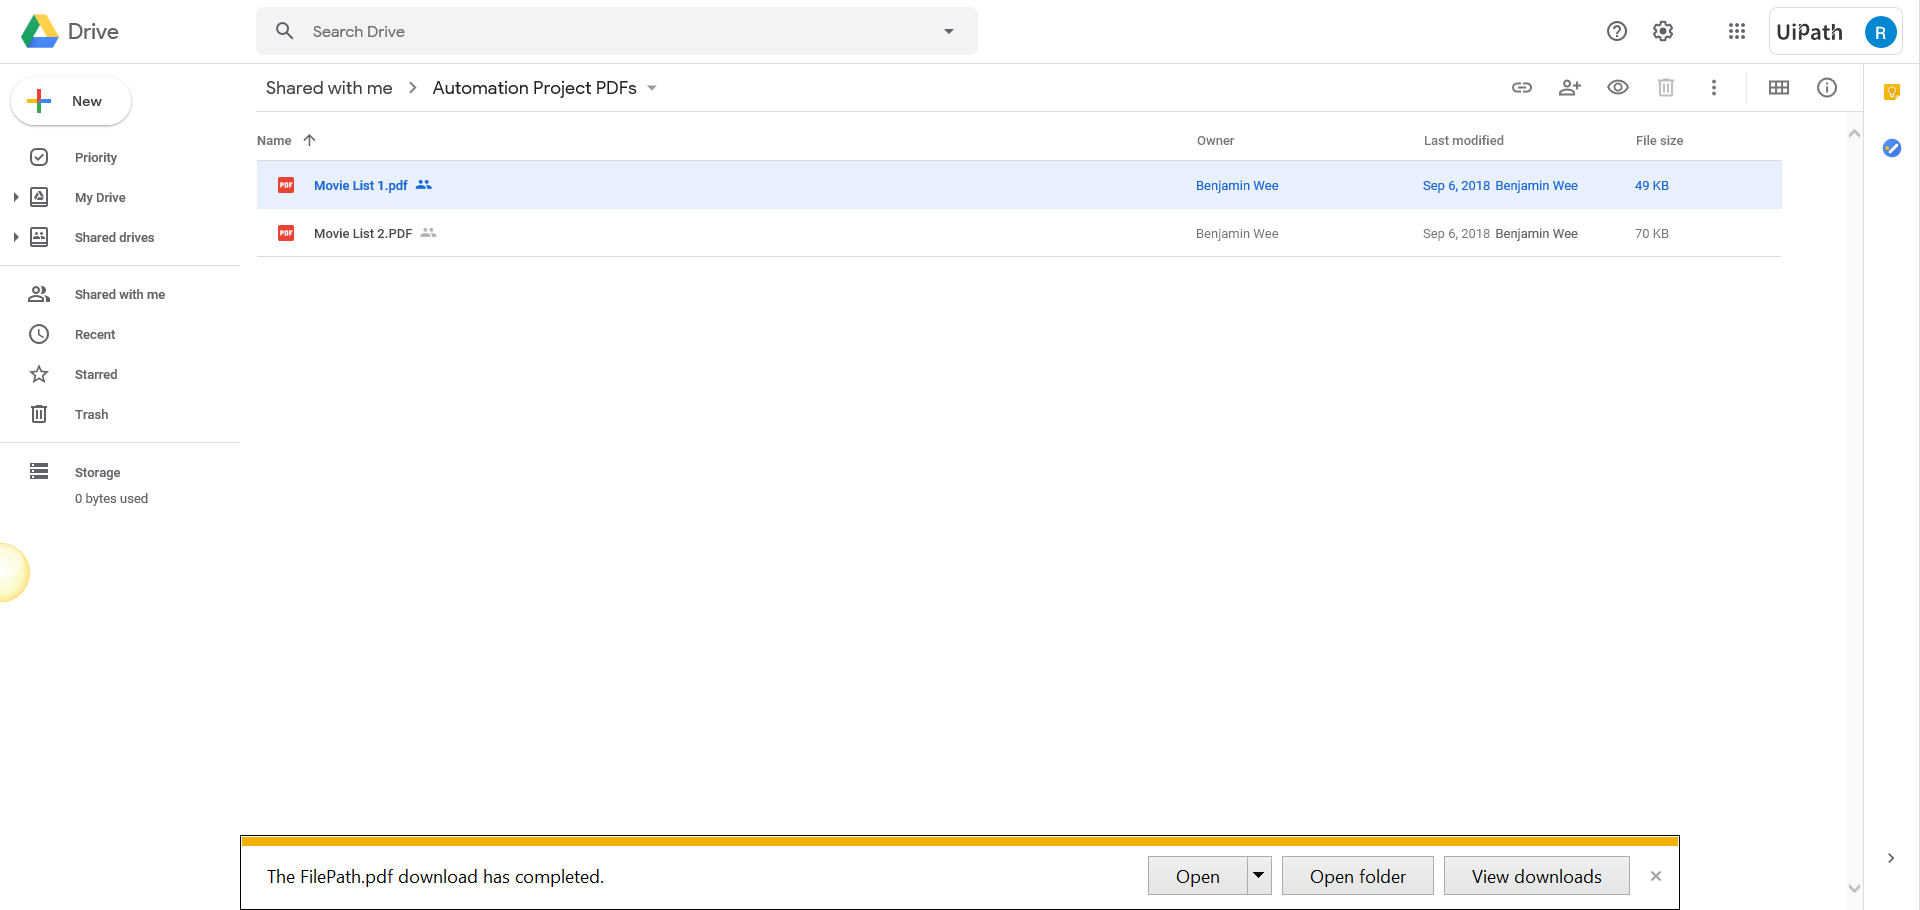 Drive
Search Drive
UiPath
R
New
Shared with me
Automation Project PDFs
Priority
My Drive
Shared drives
Shared with me
Recent
Starred
Trash
Storage
0 bytes used
Name Owner Last modified File size
PDF Movie List 1.pdf Benjamin Wee Sep 6, 2018 Benjamin Wee 49 KB
PDF Movie List 2.PDF Benjamin Wee Sep 6, 2018 Benjamin Wee 70 KB
The FilePath.pdf download has completed. Open Open folder View downloads